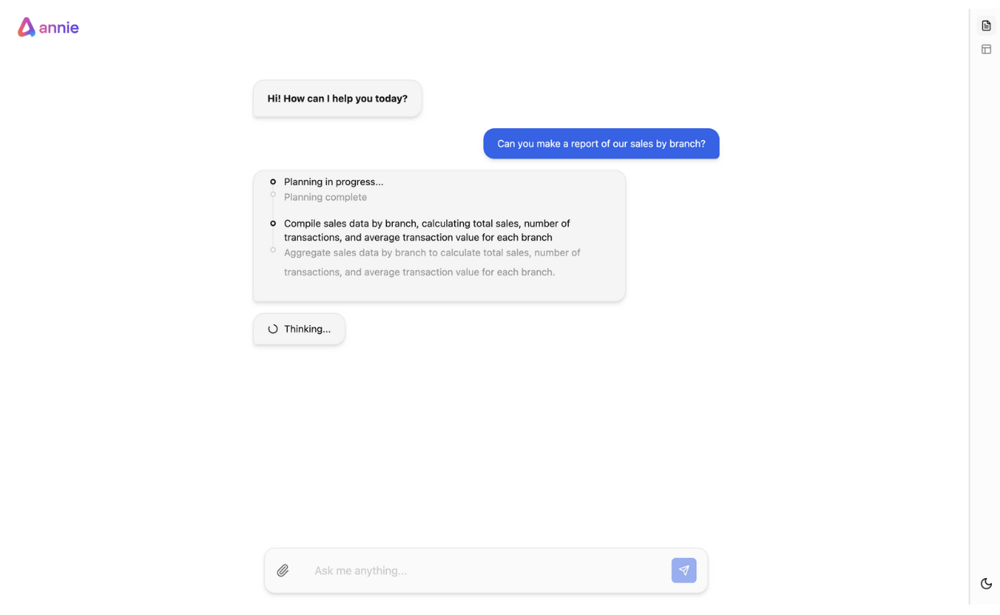 annie
Hi! How can I help you today?
Can you make a report of our sales by branch?
Planning in progress...
Planning complete
Compile sales data by branch, calculating total sales, number of
transactions, and average transaction value for each branch
Aggregate sales data by branch to calculate total sales, number of
transactions, and average transaction value for each branch.
Thinking...
Ask me anything...